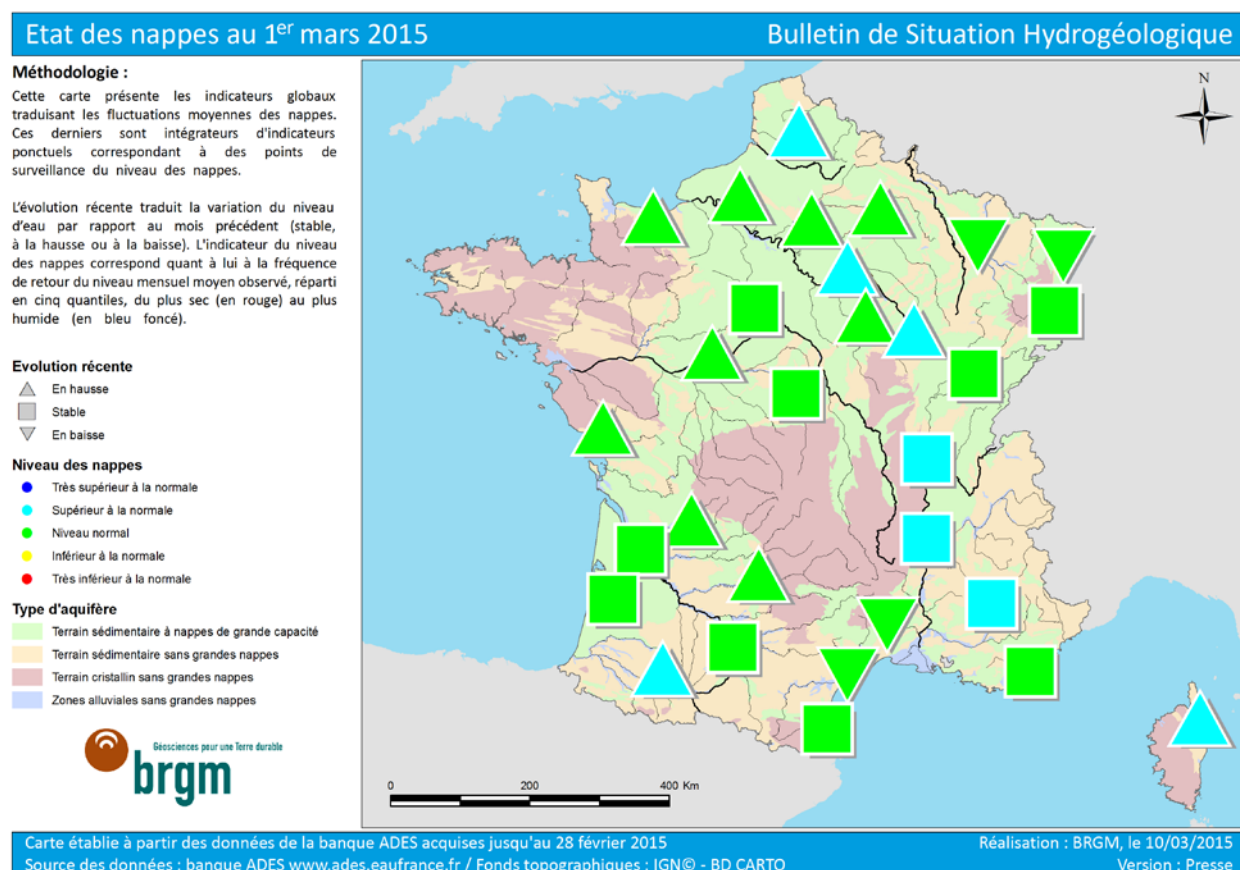 Etat des nappes au 1er mars 2015
Bulletin de Situation Hydrogéologique
Méthodologie :
Cette carte présente les indicateurs globaux
traduisant les fluctuations moyennes des nappes.
Ces derniers sont intégrateurs d'indicateurs
ponctuels correspondant à des points de
surveillance du niveau des nappes.
L'évolution récente traduit la variation du niveau
d'eau par rapport au mois précédent (stable,
à la hausse ou à la baisse). L'indicateur du niveau
des nappes correspond quant à lui à la fréquence
de retour du niveau mensuel moyen observé, réparti
en cinq quantiles, du plus sec (en rouge) au plus
humide (en bleu foncé).
Evolution récente
En hausse
Stable
En baisse
Niveau des nappes
Très supérieur à la normale
Supérieur à la normale
Niveau normal
Inférieur à la normale
Très inférieur à la normale
Type d'aquifère
Terrain sédimentaire à nappes de grande capacité
Terrain sédimentaire sans grandes nappes
Terrain cristallin sans grandes nappes
Zones alluviales sans grandes nappes
Géosciences pour une Terre durable
brgm
N
0 200 400 Km
Carte établie à partir des données de la banque ADES acquises jusqu'au 28 février 2015
Réalisation : BRGM, le 10/03/2015
Source des données : banque ADES www.ades.eaufrance.fr / Fonds topographiques : IGN© - BD CARTO
Version : Presse